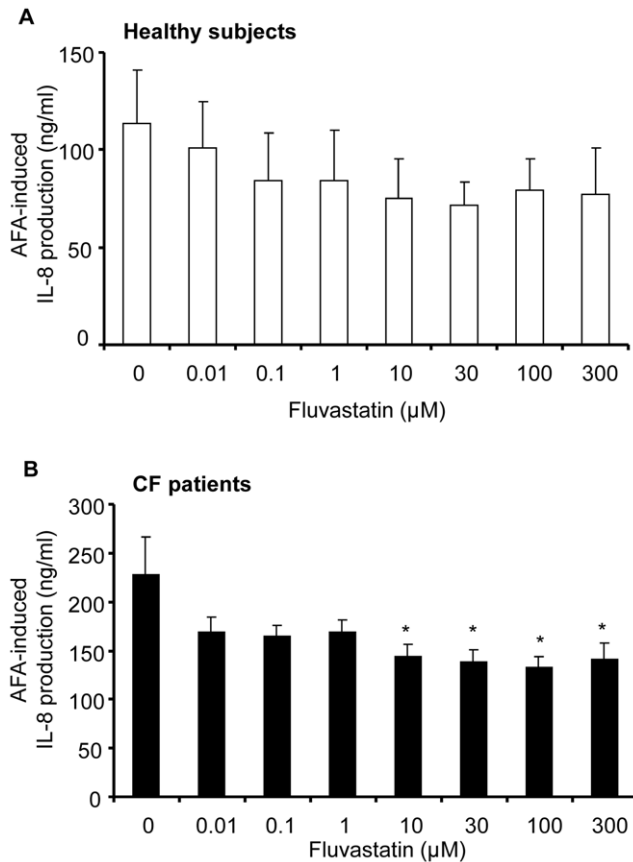 A
Healthy subjects
AFA-induced
IL-8 production (ng/ml)
150
100
50
0
0 0.01 0.1 1 10 30 100 300
Fluvastatin (µM)
B
CF patients
AFA-induced
IL-8 production (ng/ml)
300
250
200
150
100
50
0
* * * *
0 0.01 0.1 1 10 30 100 300
Fluvastatin (µM)